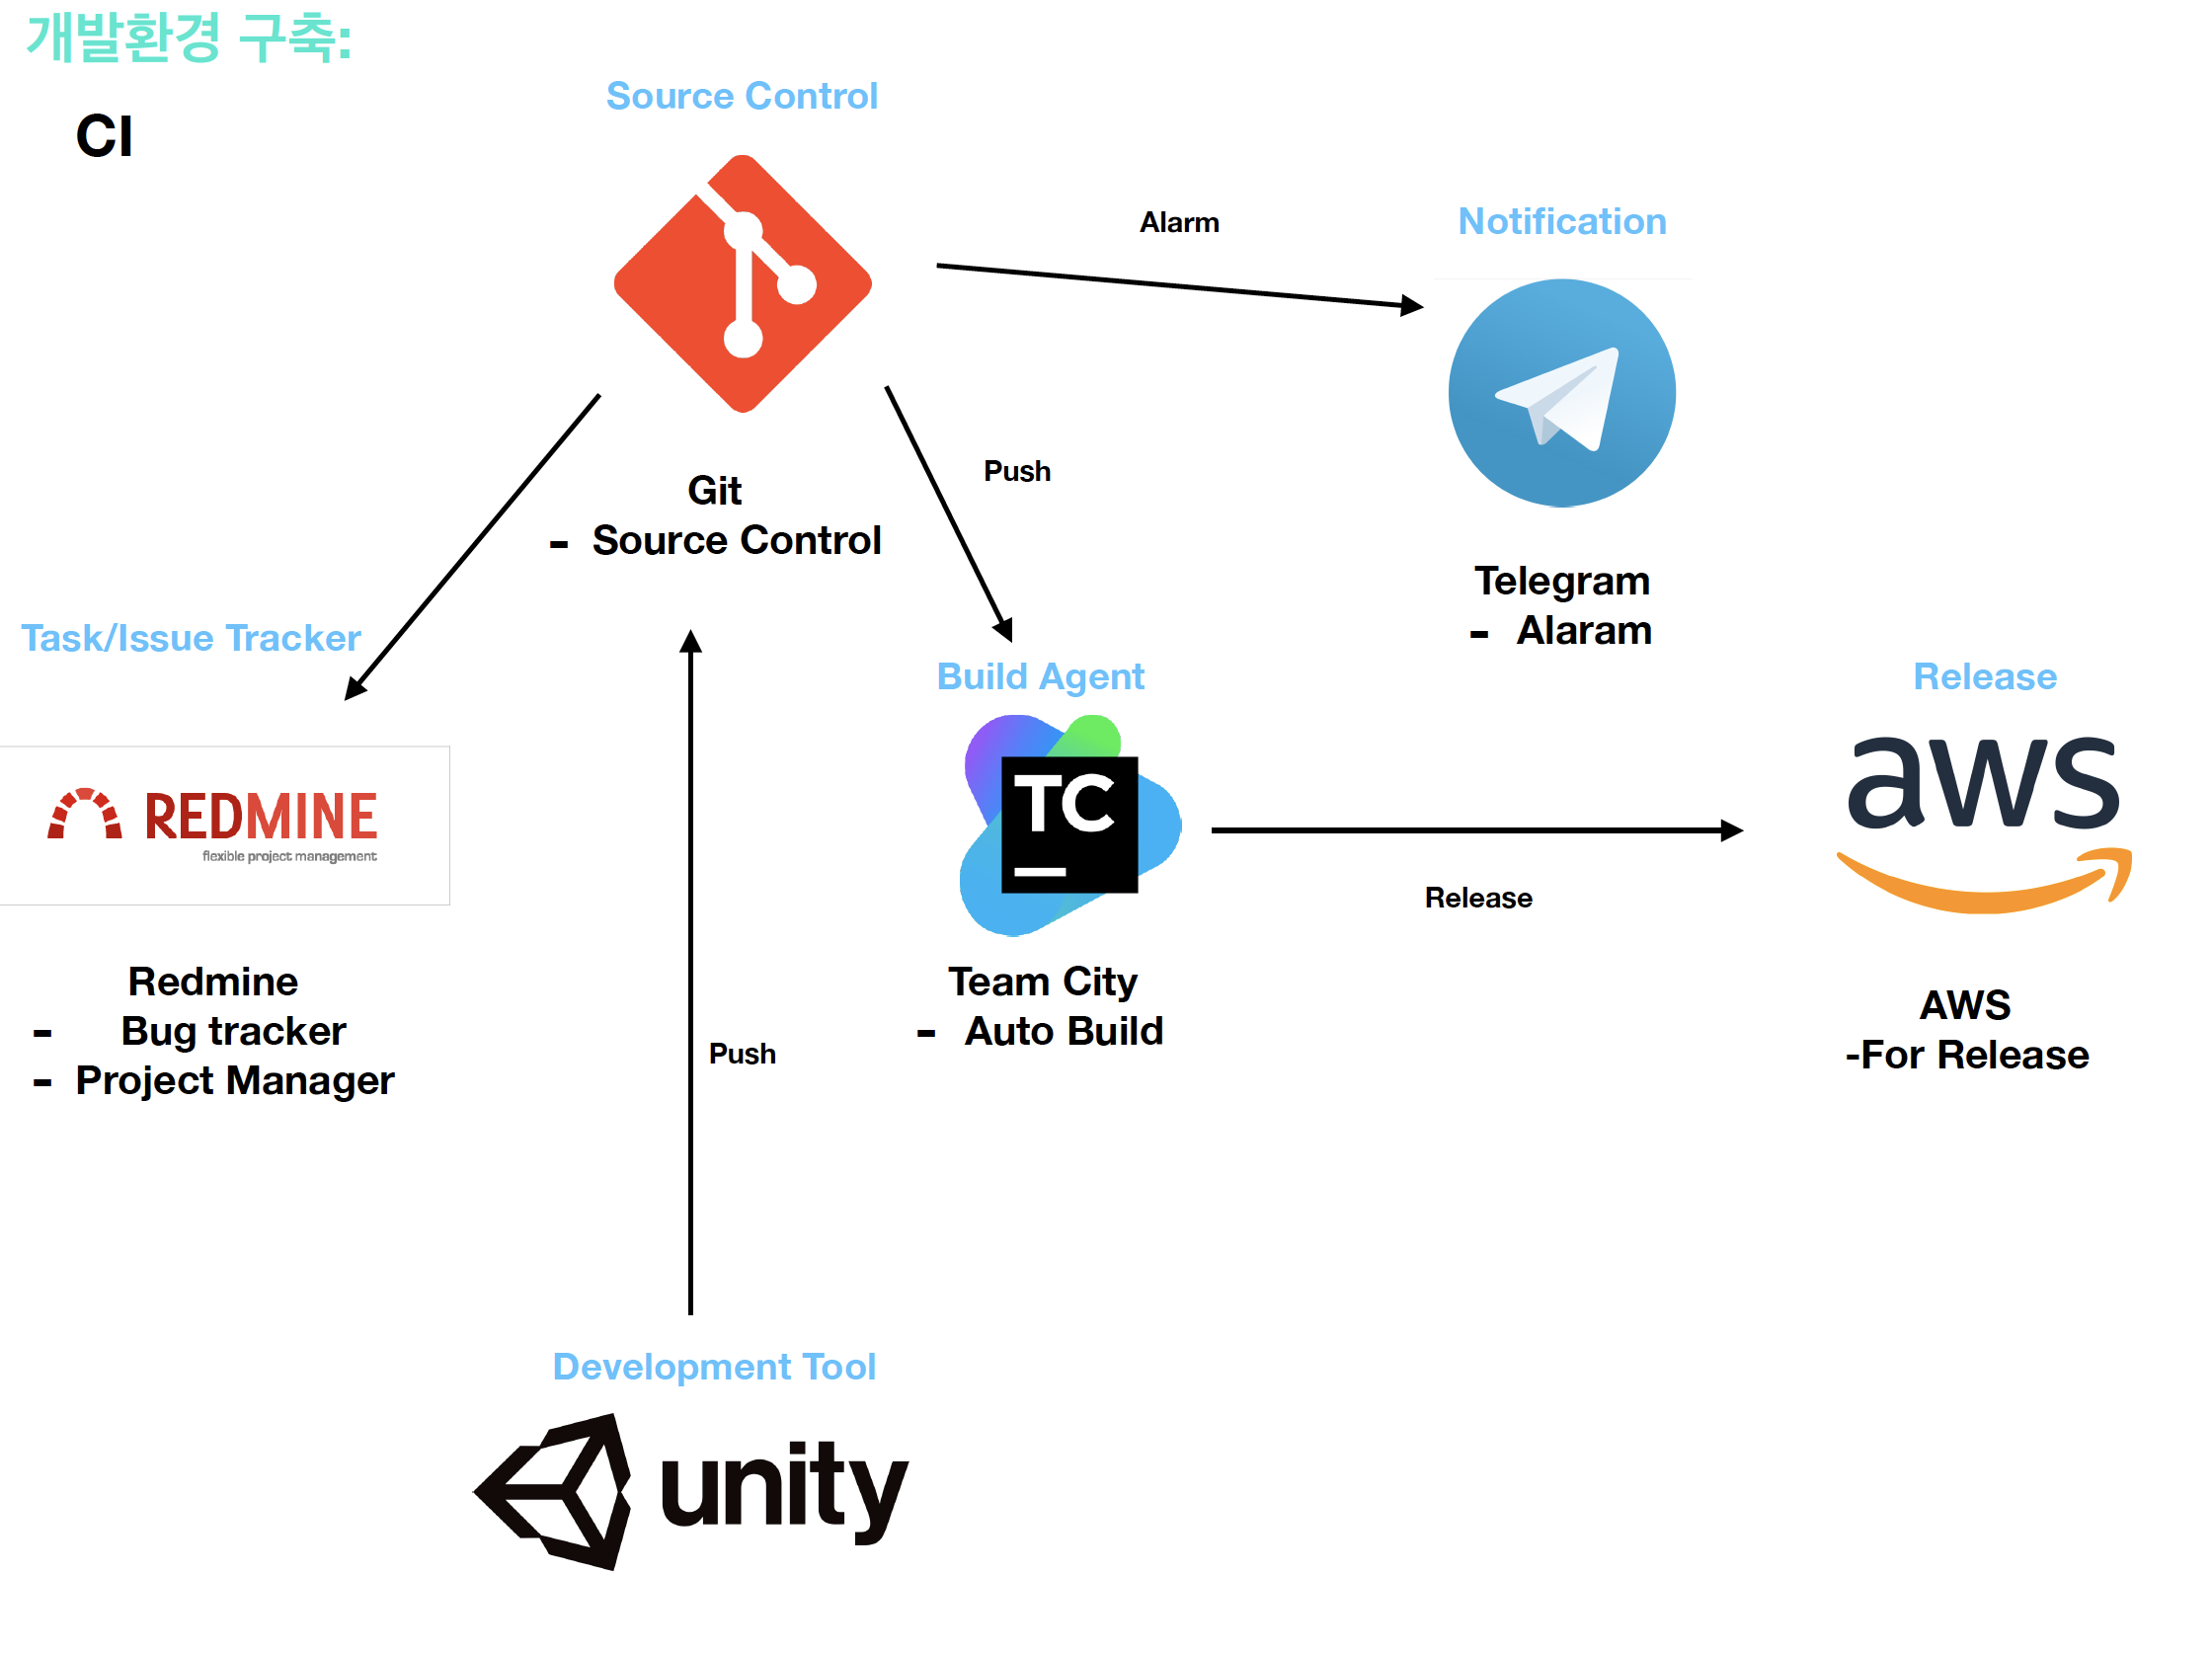 개발환경 구축:
CI
Source Control
Alarm
Notification
Git
- Source Control
Push
Telegram
- Alaram
Task/Issue Tracker
Build Agent
Release
REDMINE
flexible project management
TC
aws
Release
Redmine
- Bug tracker
- Project Manager
Team City
- Auto Build
AWS
-For Release
Push
Development Tool
unity